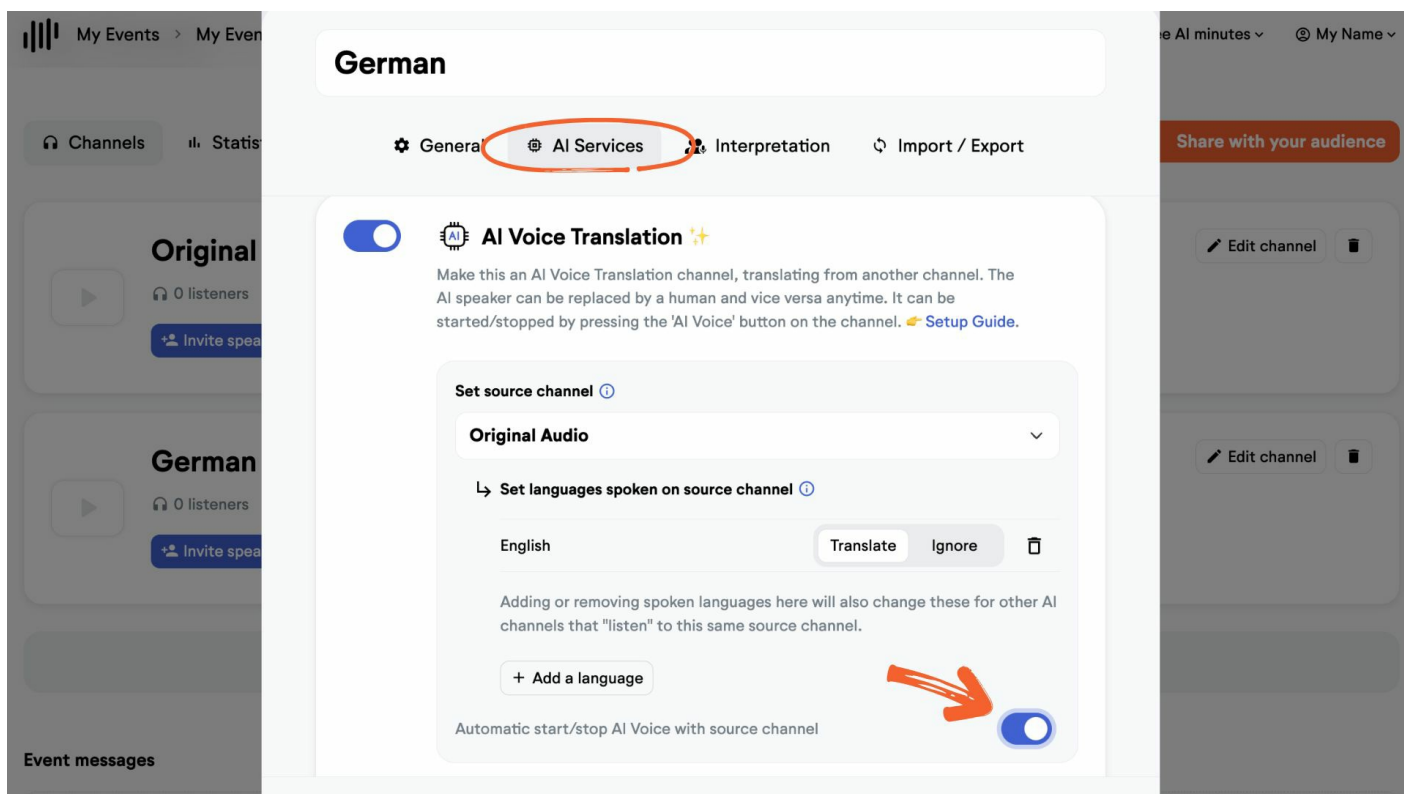 My Events > My Even
e AI minutes
My Name
German
Channels
Statis
General
AI Services
Interpretation
Import / Export
Share with your audience
Original
0 listeners
Invite spea
Edit channel
AI
AI Voice Translation
Make this an AI Voice Translation channel, translating from another channel. The
AI speaker can be replaced by a human and vice versa anytime. It can be
started/stopped by pressing the 'AI Voice' button on the channel. 👉 Setup Guide.
Set source channel
Original Audio
Set languages spoken on source channel
English
Translate
Ignore
Adding or removing spoken languages here will also change these for other AI
channels that "listen" to this same source channel.
+ Add a language
Automatic start/stop AI Voice with source channel
German
0 listeners
Invite spea
Edit channel
Event messages